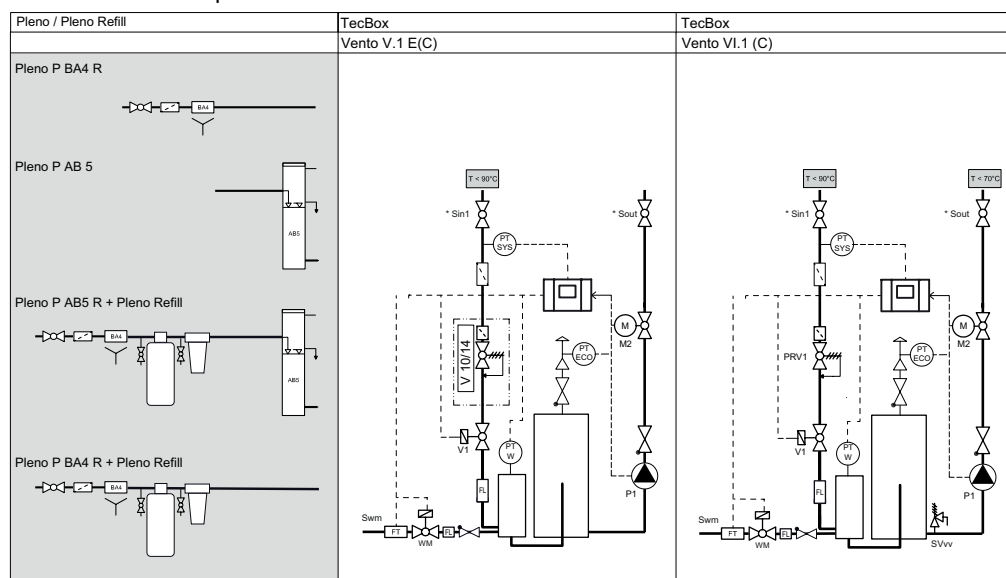 Pleno / Pleno Refill
TecBox
TecBox
Vento V.1 E(C)
Vento VI.1 (C)
Pleno P BA4 R
BA4
Pleno P AB 5
AB5
Pleno P AB5 R + Pleno Refill
BA4
AB5
Pleno P BA4 R + Pleno Refill
BA4
T < 90°C
* Sin1
* Sout
PT
SYS
M
M2
V 10/14
PT
ECO
V1
PT
W
FL
P1
Swm
FT
WM
FL
T < 90°C
T < 70°C
* Sin1
* Sout
PT
SYS
M
M2
PRV1
PT
ECO
V1
PT
W
FL
P1
Swm
FT
WM
FL
SVvv